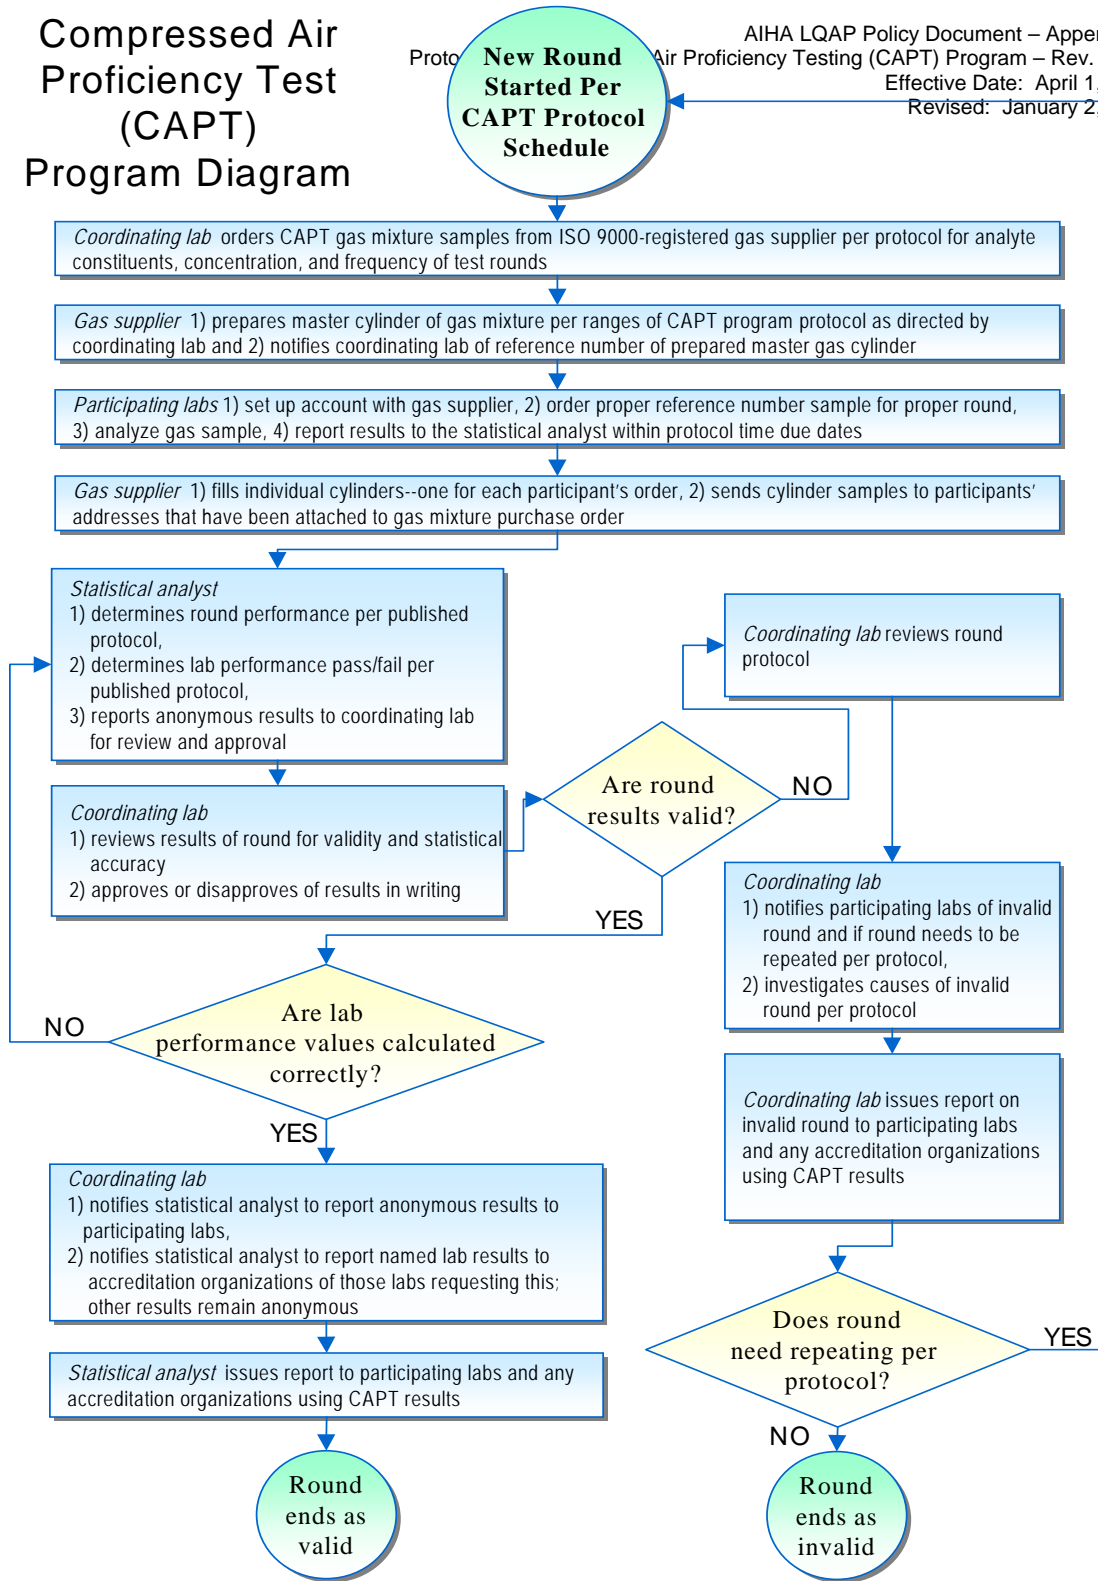 Compressed Air
Proficiency Test
(CAPT)
Program Diagram
AIHA LQAP Policy Document – Appen
Proto Air Proficiency Testing (CAPT) Program – Rev.
Effective Date: April 1,
Revised: January 2,
New Round
Started Per
CAPT Protocol
Schedule
Coordinating lab orders CAPT gas mixture samples from ISO 9000-registered gas supplier per protocol for analyte
constituents, concentration, and frequency of test rounds
Gas supplier 1) prepares master cylinder of gas mixture per ranges of CAPT program protocol as directed by
coordinating lab and 2) notifies coordinating lab of reference number of prepared master gas cylinder
Participating labs 1) set up account with gas supplier, 2) order proper reference number sample for proper round,
3) analyze gas sample, 4) report results to the statistical analyst within protocol time due dates
Gas supplier 1) fills individual cylinders--one for each participant's order, 2) sends cylinder samples to participants'
addresses that have been attached to gas mixture purchase order
Statistical analyst
1) determines round performance per published
protocol,
2) determines lab performance pass/fail per
published protocol,
3) reports anonymous results to coordinating lab
for review and approval
Coordinating lab reviews round
protocol
Are round
results valid?
NO
Coordinating lab
1) reviews results of round for validity and statistical
accuracy
2) approves or disapproves of results in writing
YES
Coordinating lab
1) notifies participating labs of invalid
round and if round needs to be
repeated per protocol,
2) investigates causes of invalid
round per protocol
Are lab
performance values calculated
correctly?
NO
YES
Coordinating lab issues report on
invalid round to participating labs
and any accreditation organizations
using CAPT results
Coordinating lab
1) notifies statistical analyst to report anonymous results to
participating labs,
2) notifies statistical analyst to report named lab results to
accreditation organizations of those labs requesting this;
other results remain anonymous
Does round
need repeating per
protocol?
YES
Statistical analyst issues report to participating labs and any
accreditation organizations using CAPT results
NO
Round
ends as
valid
Round
ends as
invalid